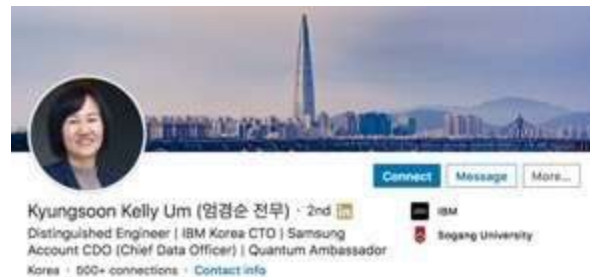 Connect
Message
More...
Kyungsoon Kelly Um (엄경순 전무) · 2nd in
IBM
Distinguished Engineer | IBM Korea CTO | Samsung
Sogang University
Account CDO (Chief Data Officer) | Quantum Ambassador
Korea · 500+ connections · Contact info